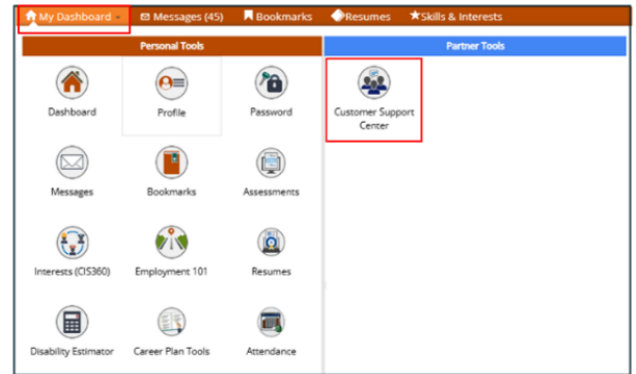 My Dashboard Messages (45) Bookmarks Resumes Skills & Interests
Personal Tools Partner Tools
Dashboard Profile Password Customer Support
Center
Messages Bookmarks Assessments
Interests (CIS360) Employment 101 Resumes
Disability Estimator Career Plan Tools Attendance